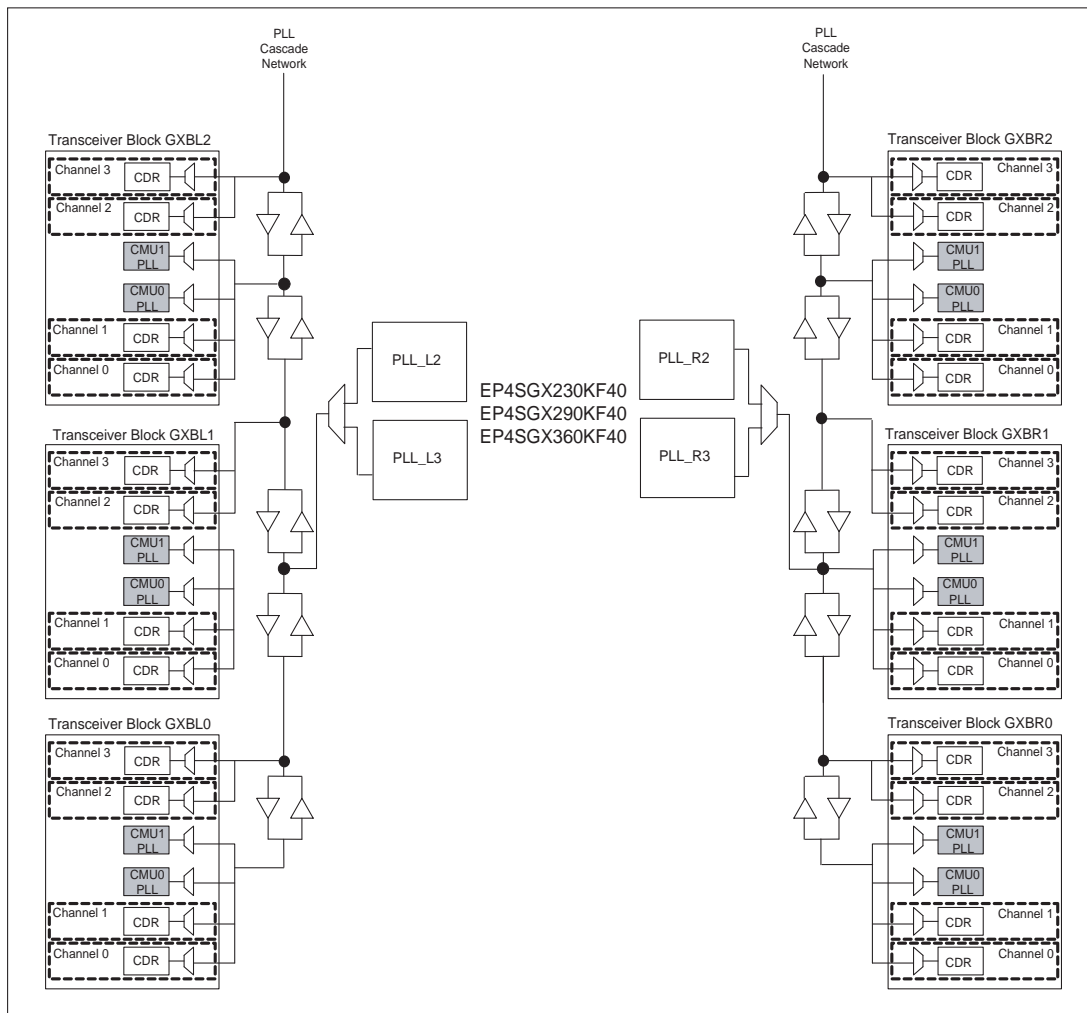 PLL
Cascade
Network
PLL
Cascade
Network
Transceiver Block GXBL2
Channel 3
CDR
Channel 2
CDR
CMU1
PLL
CMU0
PLL
Channel 1
CDR
Channel 0
CDR
Transceiver Block GXBL1
Channel 3
CDR
Channel 2
CDR
CMU1
PLL
CMU0
PLL
Channel 1
CDR
Channel 0
CDR
Transceiver Block GXBL0
Channel 3
CDR
Channel 2
CDR
CMU1
PLL
CMU0
PLL
Channel 1
CDR
Channel 0
CDR
PLL_L2
PLL_L3
EP4SGX230KF40
EP4SGX290KF40
EP4SGX360KF40
PLL_R2
PLL_R3
Transceiver Block GXBR2
Channel 3
CDR
Channel 2
CDR
CMU1
PLL
CMU0
PLL
Channel 1
CDR
Channel 0
CDR
Transceiver Block GXBR1
Channel 3
CDR
Channel 2
CDR
CMU1
PLL
CMU0
PLL
Channel 1
CDR
Channel 0
CDR
Transceiver Block GXBR0
Channel 3
CDR
Channel 2
CDR
CMU1
PLL
CMU0
PLL
Channel 1
CDR
Channel 0
CDR